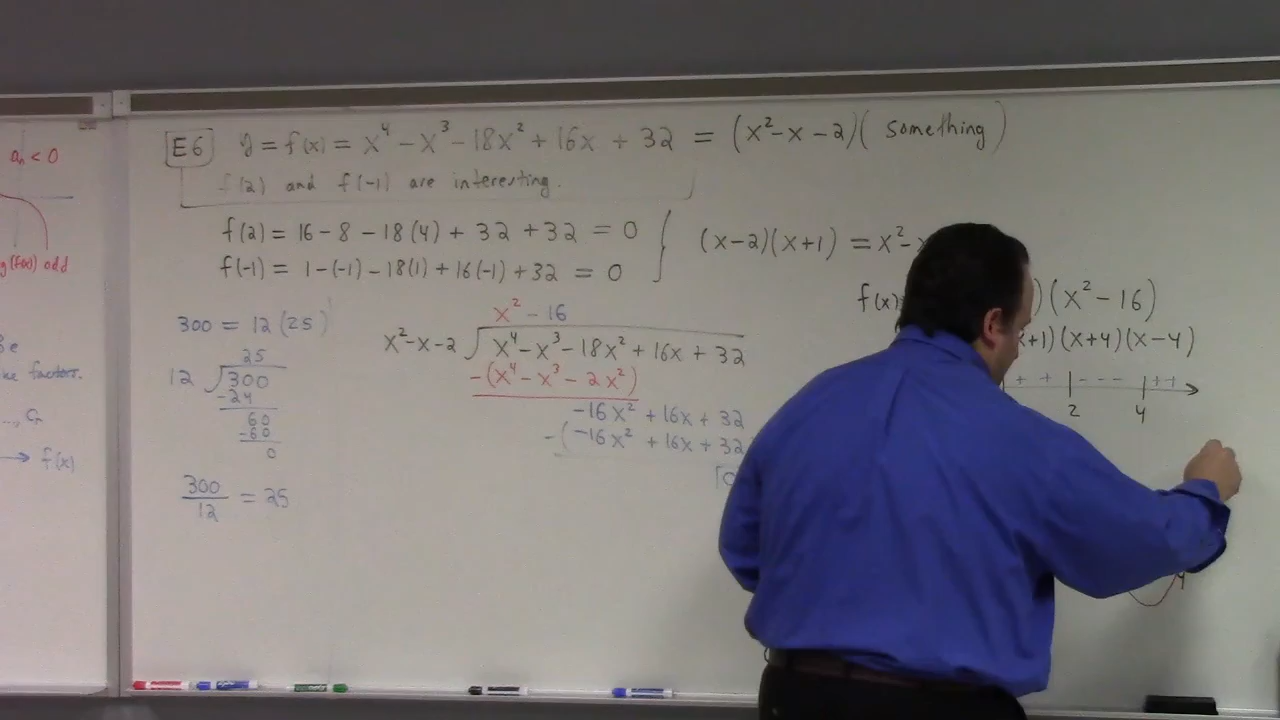 aₙ < 0
(f(x)) odd
factors.
→ f(x)
E6 y = f(x) = x⁴ - x³ - 18x² + 16x + 32 = (x² - x - 2)( something )
f(2) and f(-1) are interesting.
f(2) = 16 - 8 - 18(4) + 32 + 32 = 0
f(-1) = 1 - (-1) - 18(1) + 16(-1) + 32 = 0
(x-2)(x+1) = x² -
300 = 12(25)
25
12 300
-24
60
-60
0
300/12 = 25
x² - 16
x² - x - 2 x⁴ - x³ - 18x² + 16x + 32
-(x⁴ - x³ - 2x²)
-16x² + 16x + 32
-(-16x² + 16x + 32
0
f(x) )(x² - 16)
x+1)(x+4)(x-4)
+ + - - - + +
2 4